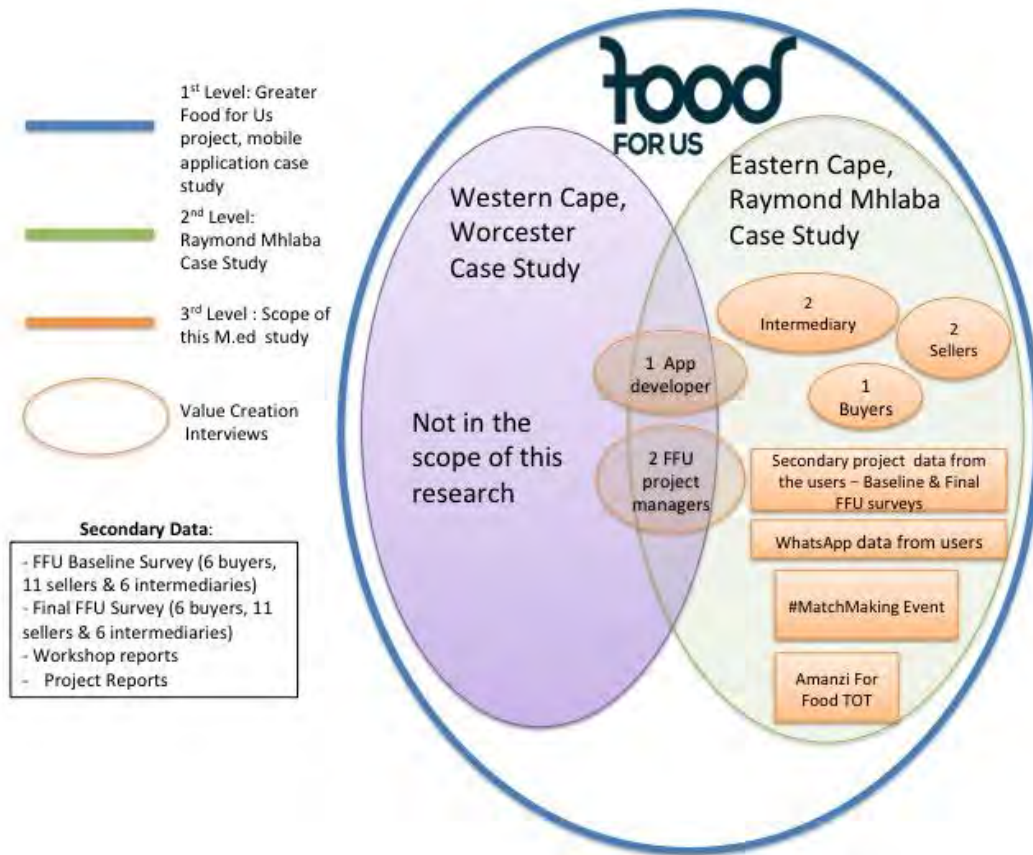 food
FOR US
1st Level: Greater
Food for Us
project, mobile
application case
study
2nd Level:
Raymond Mhlaba
Case Study
3rd Level : Scope of
this M.ed study
Value Creation
Interviews
Secondary Data:
- FFU Baseline Survey (6 buyers,
11 sellers & 6 intermediaries)
- Final FFU Survey (6 buyers, 11
sellers & 6 intermediaries)
- Workshop reports
- Project Reports
Western Cape,
Worcester
Case Study
Not in the
scope of this
research
1 App
developer
2 FFU
project
managers
Eastern Cape,
Raymond Mhlaba
Case Study
2
Intermediary
2
Sellers
1
Buyers
Secondary project data from
the users – Baseline & Final
FFU surveys
WhatsApp data from users
#MatchMaking Event
Amanzi For
Food TOT